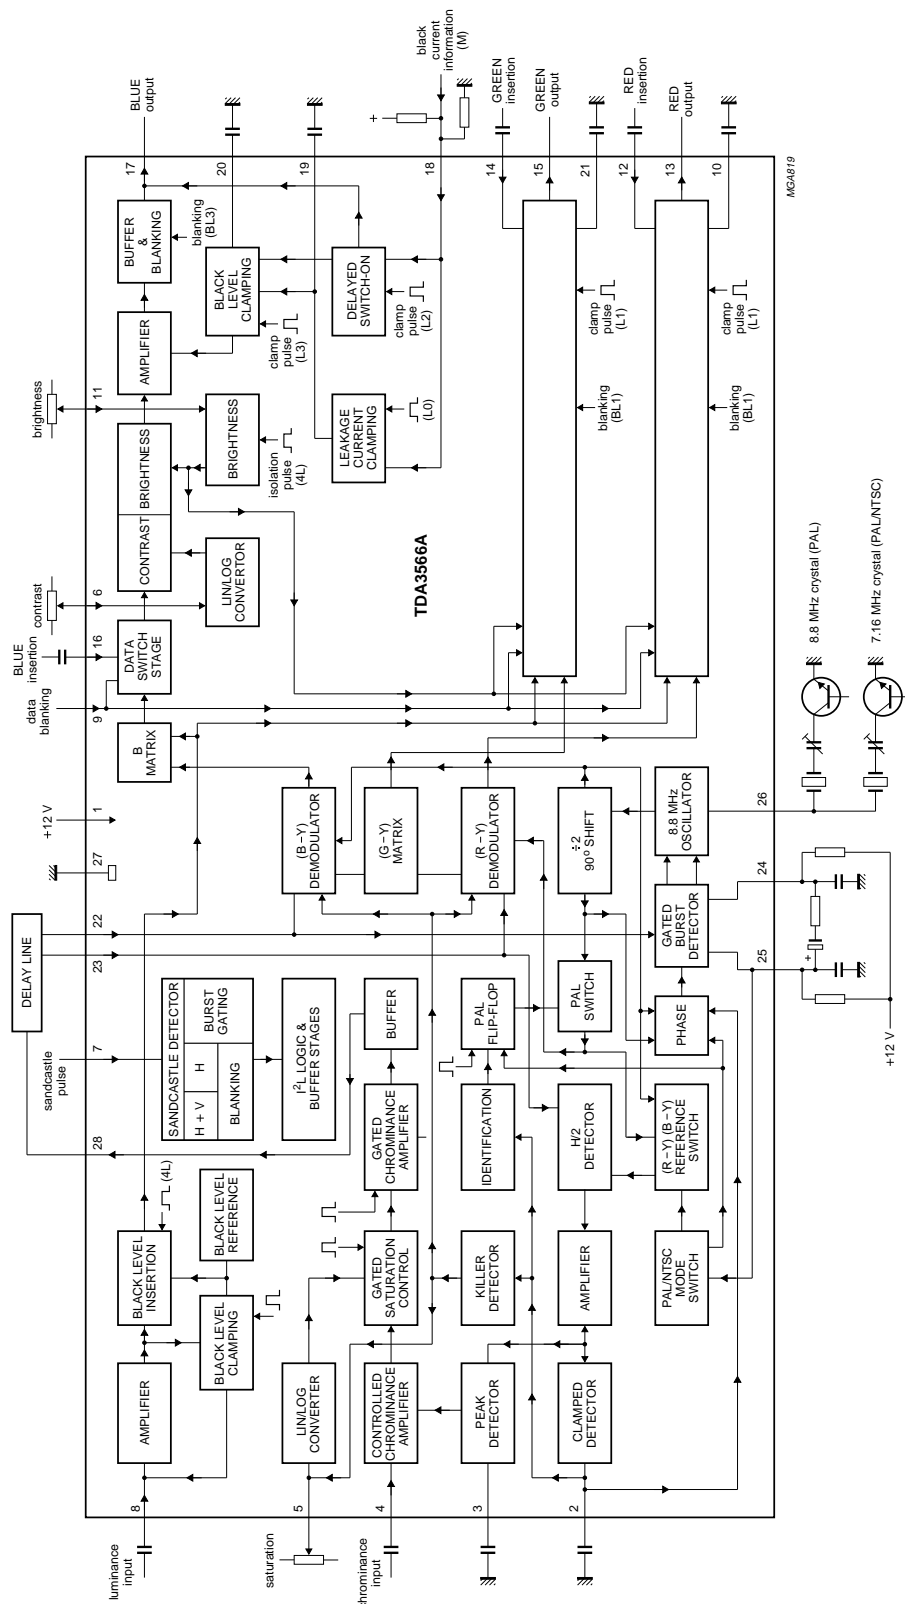 luminance
input
8
AMPLIFIER
BLACK LEVEL
CLAMPING
BLACK LEVEL
INSERTION
(4L)
BLACK LEVEL
REFERENCE
28
sandcastle
pulse
7
SANDCASTLE DETECTOR
H + V
H
BURST
GATING
BLANKING
I2L LOGIC &
BUFFER STAGES
DELAY LINE
23
22
27
+12 V
1
data
blanking
9
B
MATRIX
BLUE
insertion
16
DATA
SWITCH
STAGE
contrast
6
CONTRAST
BRIGHTNESS
LIN/LOG
CONVERTOR
brightness
11
BRIGHTNESS
isolation
pulse
(4L)
AMPLIFIER
BUFFER
&
BLANKING
blanking
(BL3)
17
BLUE
output
BLACK
LEVEL
CLAMPING
clamp
pulse
(L3)
20
19
DELAYED
SWITCH-ON
clamp
pulse
(L2)
LEAKAGE
CURRENT
CLAMPING
(L0)
18
+
black
current
information
(M)
saturation
5
LIN/LOG
CONVERTER
chrominance
input
4
CONTROLLED
CHROMINANCE
AMPLIFIER
GATED
SATURATION
CONTROL
GATED
CHROMINANCE
AMPLIFIER
BUFFER
(B–Y)
DEMODULATOR
(G–Y)
MATRIX
(R–Y)
DEMODULATOR
TDA3566A
3
PEAK
DETECTOR
KILLER
DETECTOR
IDENTIFICATION
PAL
FLIP-FLOP
2
CLAMPED
DETECTOR
AMPLIFIER
H/2
DETECTOR
PAL
SWITCH
÷2
90o SHIFT
PAL/NTSC
MODE
SWITCH
(R–Y) (B–Y)
REFERENCE
SWITCH
PHASE
GATED
BURST
DETECTOR
8.8 MHz
OSCILLATOR
14
GREEN
insertion
15
GREEN
output
21
clamp
pulse
(L1)
blanking
(BL1)
12
RED
insertion
13
RED
output
10
clamp
pulse
(L1)
blanking
(BL1)
25
24
26
+
+12 V
8.8 MHz crystal (PAL)
7.16 MHz crystal (PAL/NTSC)
MGA819